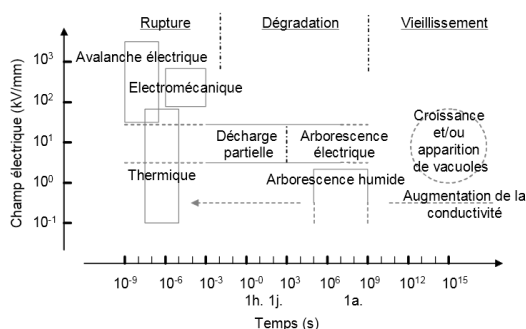 Rupture Dégradation Vieillissement
Champ électrique (kV/mm)
10³
10²
10¹
10⁰
10⁻¹
Avalanche électrique
Electromécanique
Thermique
Décharge
partielle
Arborescence
électrique
Arborescence humide
Croissance
et/ou
apparition
de vacuoles
Augmentation de la
conductivité
10⁻⁹ 10⁻⁶ 10⁻³ 10⁻⁰ 10³ 10⁶ 10⁹ 10¹² 10¹⁵
1h. 1j. 1a.
Temps (s)